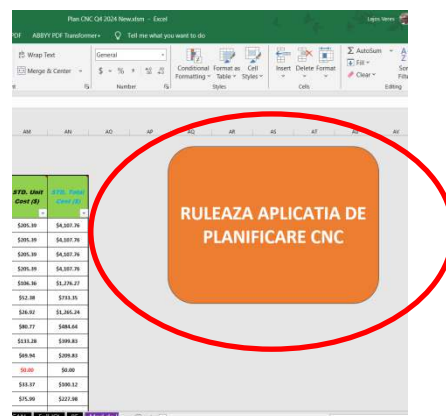 Plan CNC Q4 2024 New.xlsm - Excel
Lajos Veres
PDF ABBYY PDF Transformer+ Tell me what you want to do
Wrap Text
General
AutoSum
Merge & Center
$ % ,
Conditional Formatting
Format as Table
Cell Styles
Insert Delete Format
Fill
Clear
Number
Styles
Cells
Editing
AM AN AO AP AQ AR AS AT AV
STD. Unit Cost ($)
STD. Total Cost ($)
$205.39 $4,107.76
$205.39 $4,107.76
$205.39 $4,107.76
$205.39 $4,107.76
$106.36 $1,276.27
$52.38 $733.35
$26.92 $1,265.24
$80.77 $484.64
$133.28 $399.83
$69.94 $209.83
$0.00 $0.00
$33.37 $100.12
$75.99 $227.98
RULEAZA APLICATIA DE
PLANIFICARE CNC